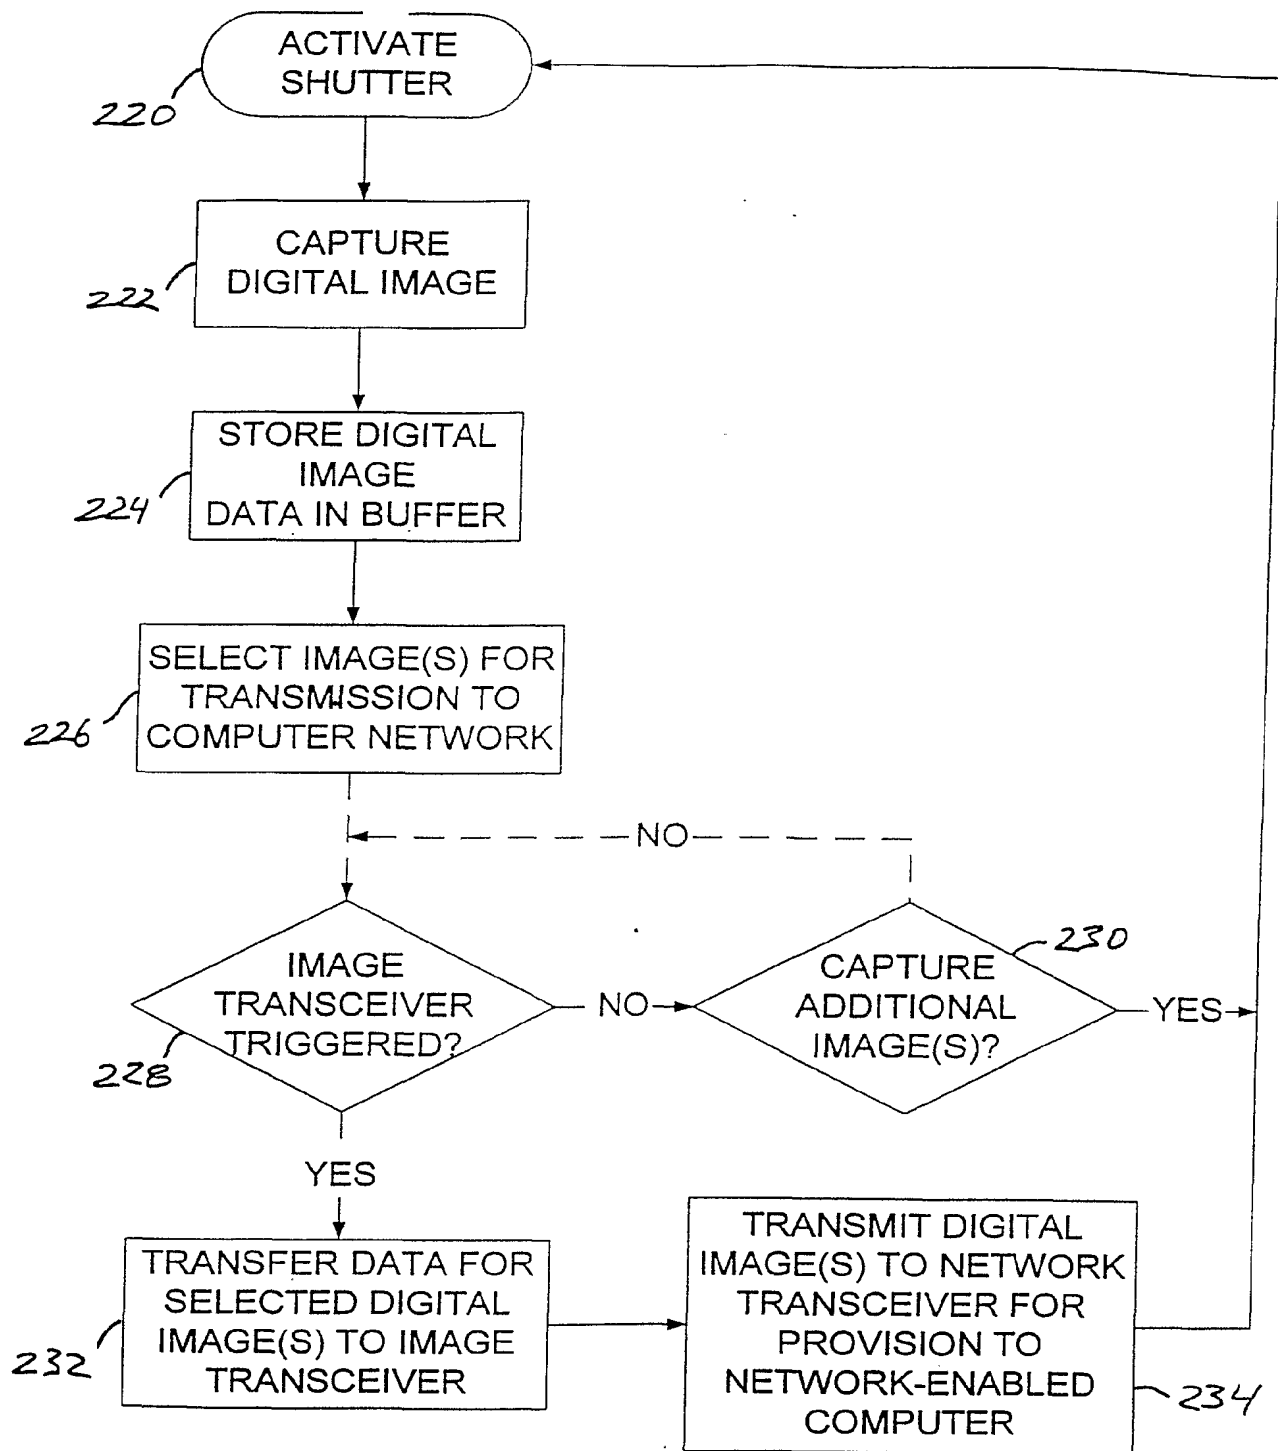 ACTIVATE
SHUTTER
220
CAPTURE
DIGITAL IMAGE
222
STORE DIGITAL
IMAGE
DATA IN BUFFER
224
SELECT IMAGE(S) FOR
TRANSMISSION TO
COMPUTER NETWORK
226
NO
IMAGE
TRANSCEIVER
TRIGGERED?
228
NO
CAPTURE
ADDITIONAL
IMAGE(S)?
230
YES
YES
TRANSFER DATA FOR
SELECTED DIGITAL
IMAGE(S) TO IMAGE
TRANSCEIVER
232
TRANSMIT DIGITAL
IMAGE(S) TO NETWORK
TRANSCEIVER FOR
PROVISION TO
NETWORK-ENABLED
COMPUTER
234